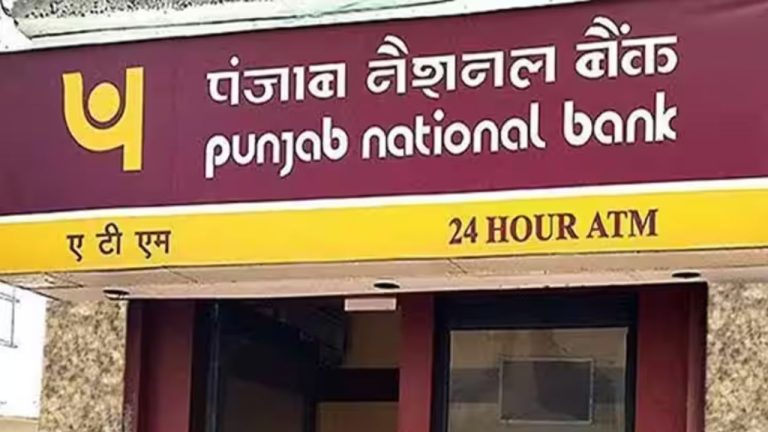 पंजाब नैशनल बैंक
punjab national bank
ए टी एम 24 HOUR ATM